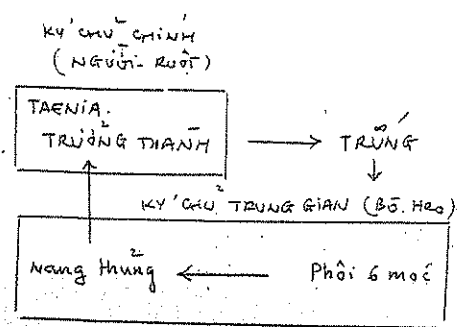 KÝ CHỦ CHÍNH
(NGƯỜI - RUỘT)
TAENIA.
TRƯỞNG THÀNH
TRỨNG
KÝ CHỦ TRUNG GIAN (BÒ. HEO)
nang thũng
Phôi 6 móc